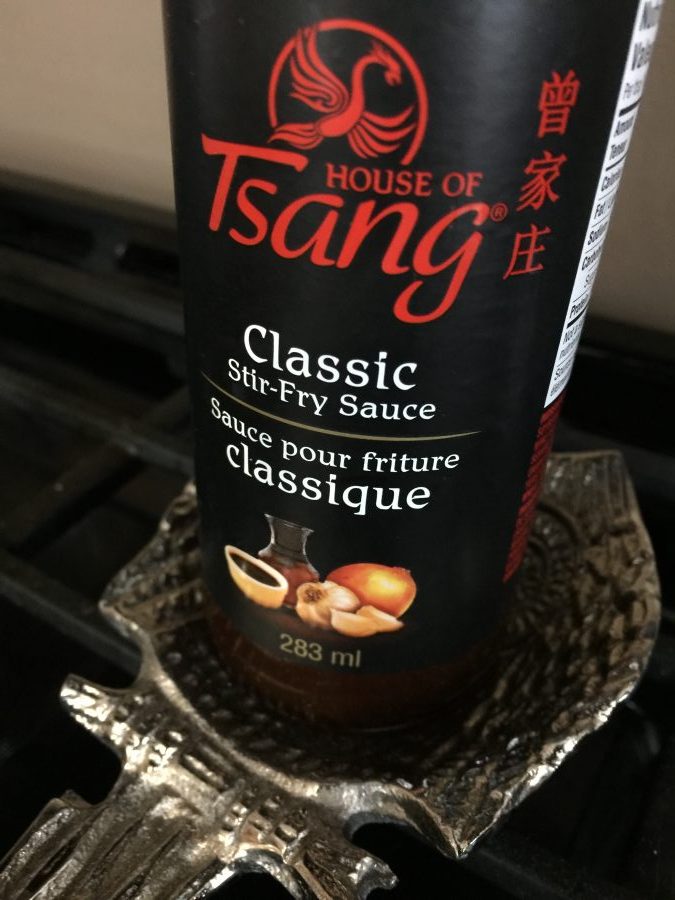 HOUSE OF
Tsang®
曾家庄
Classic
Stir-Fry Sauce
Sauce pour friture
classique
283 ml